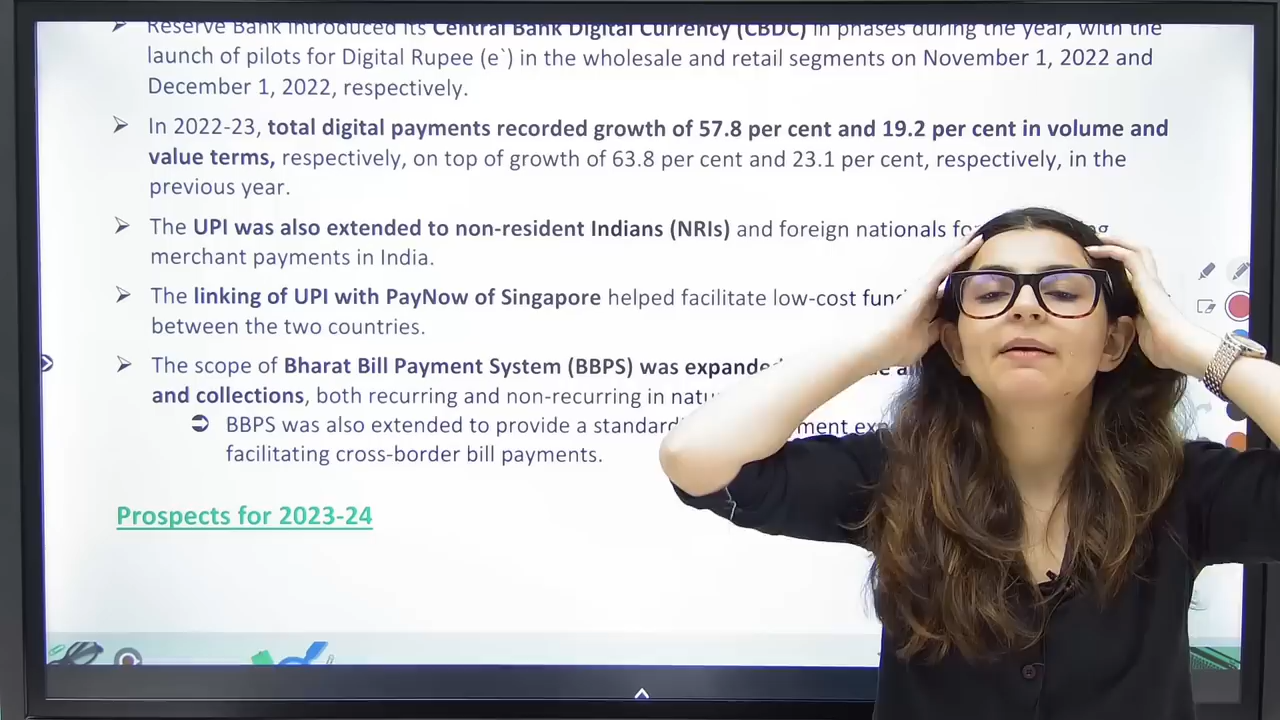 Reserve Bank introduced its Central Bank Digital Currency (CBDC) in phases during the year, with the
launch of pilots for Digital Rupee (e`) in the wholesale and retail segments on November 1, 2022 and
December 1, 2022, respectively.
In 2022-23, total digital payments recorded growth of 57.8 per cent and 19.2 per cent in volume and
value terms, respectively, on top of growth of 63.8 per cent and 23.1 per cent, respectively, in the
previous year.
The UPI was also extended to non-resident Indians (NRIs) and foreign nationals
merchant payments in India.
The linking of UPI with PayNow of Singapore helped facilitate low-cost
between the two countries.
The scope of Bharat Bill Payment System (BBPS) was
and collections, both recurring and non-recurring in
BBPS was also extended to provide a
facilitating cross-border bill payments.
Prospects for 2023-24